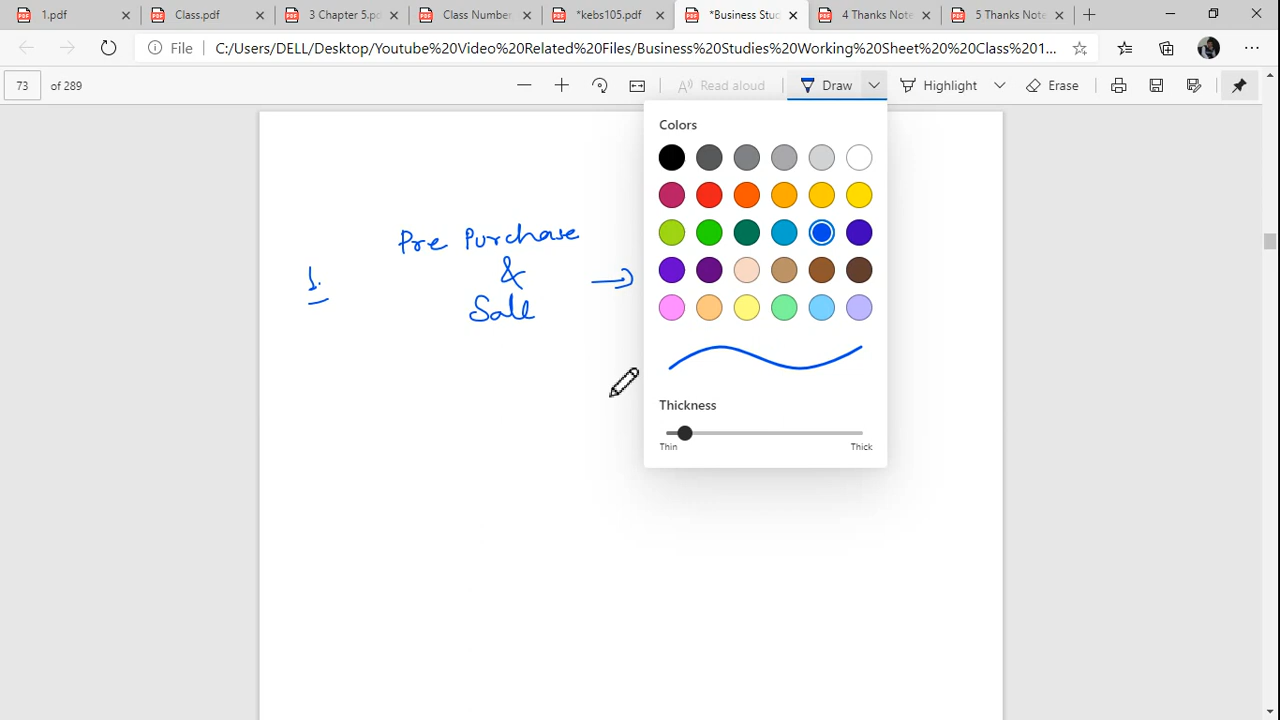 1.pdf
Class.pdf
3 Chapter 5.pd
Class Number
*kebs105.pdf
*Business Stud
4 Thanks Note
5 Thanks Note
File
C:/Users/DELL/Desktop/Youtube%20Video%20Related%20Files/Business%20Studies%20Working%20Sheet%20%20Class%201...
73 of 289
Read aloud
Draw
Highlight
Erase
Colors
Thickness
Thin
Thick
1.
Pre Purchase
&
Sale